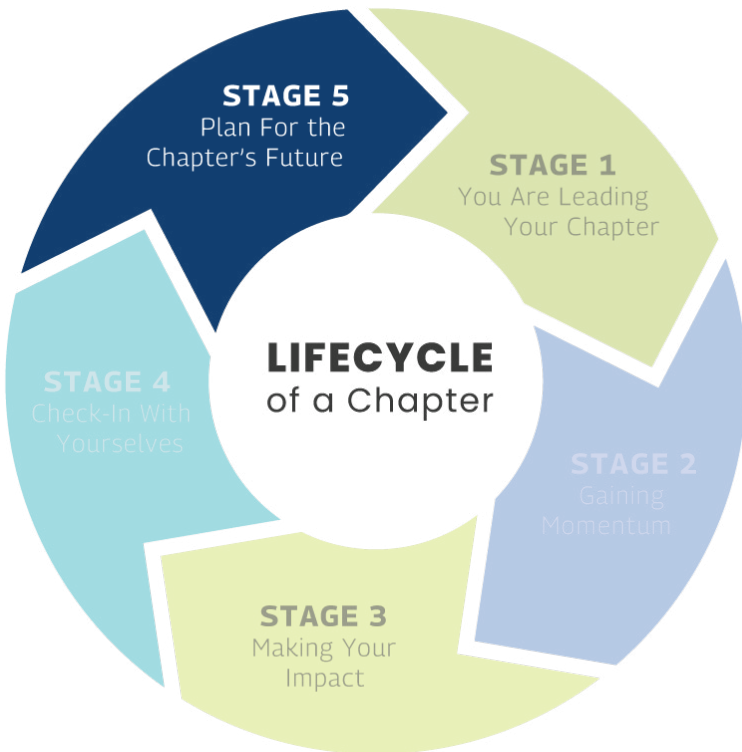 LIFECYCLE
of a Chapter
STAGE 1
You Are Leading
Your Chapter
STAGE 2
Gaining
Momentum
STAGE 3
Making Your
Impact
STAGE 4
Check-In With
Yourselves
STAGE 5
Plan For the
Chapter's Future